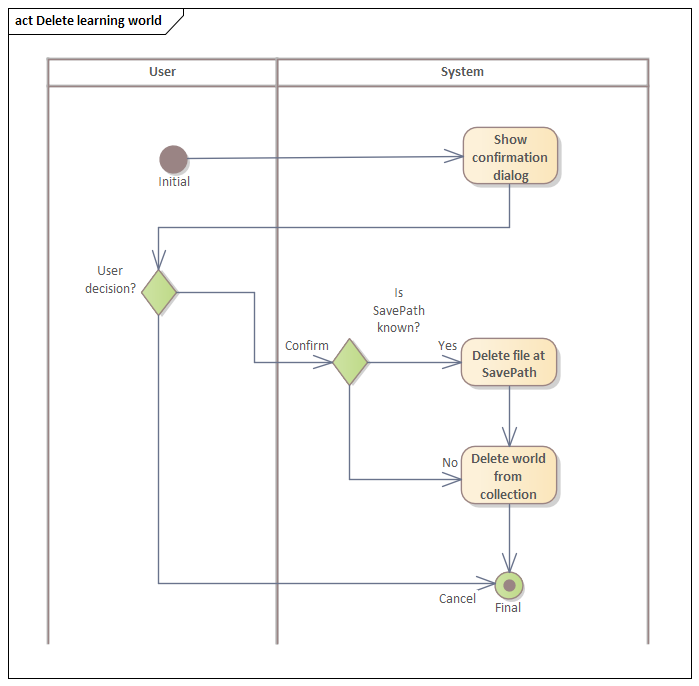 act Delete learning world
User
System
Show
confirmation
dialog
Initial
User
decision?
Is
SavePath
known?
Confirm
Yes
Delete file at
SavePath
No
Delete world
from
collection
Cancel
Final